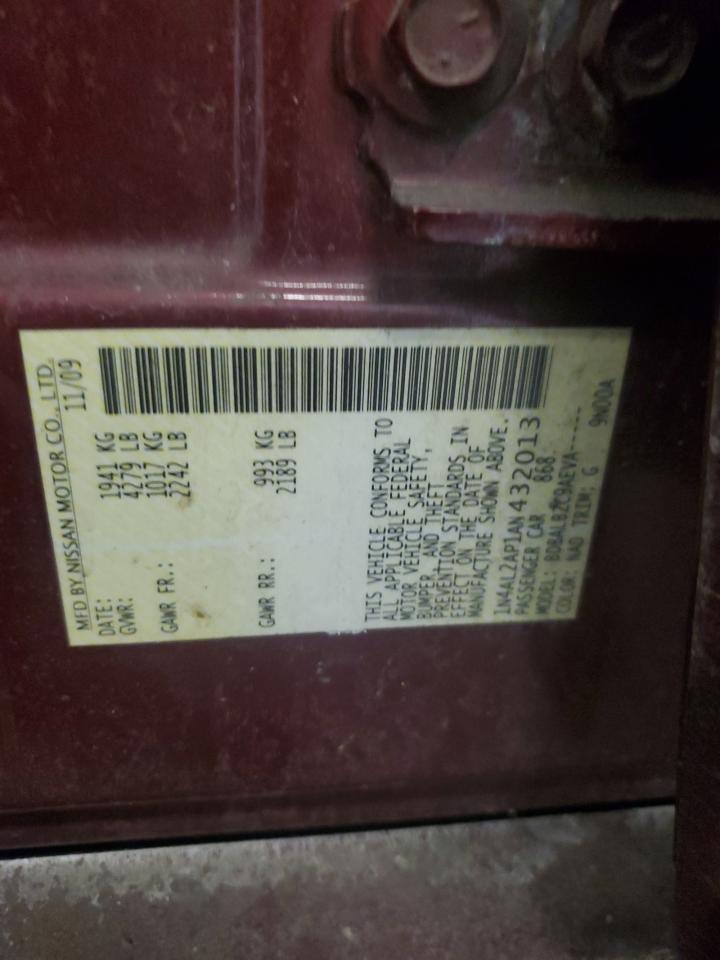 MFD BY NISSAN MOTOR CO., LTD.
DATE: 11/09
GVWR: 1941 KG
4279 LB
GAWR FR.: 1017 KG
2242 LB
GAWR RR.: 993 KG
2189 LB
THIS VEHICLE CONFORMS TO
ALL APPLICABLE FEDERAL
MOTOR VEHICLE SAFETY,
BUMPER, AND THEFT
PREVENTION STANDARDS IN
EFFECT ON THE DATE OF
MANUFACTURE SHOWN ABOVE.
1N4AL2AP1AN432013
PASSENGER CAR 868
MODEL: BDBALB2C9AEVA-----
COLOR: NAD TRIM: G 9N00A